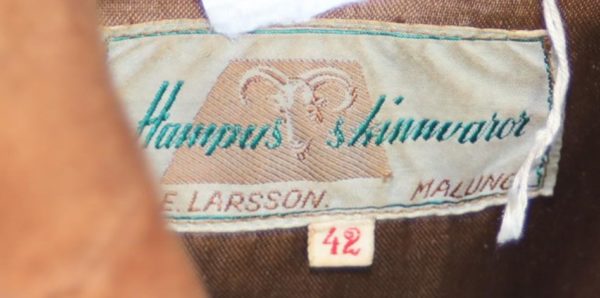 Hampus skinnvaror
E. LARSSON. MALUNG
42